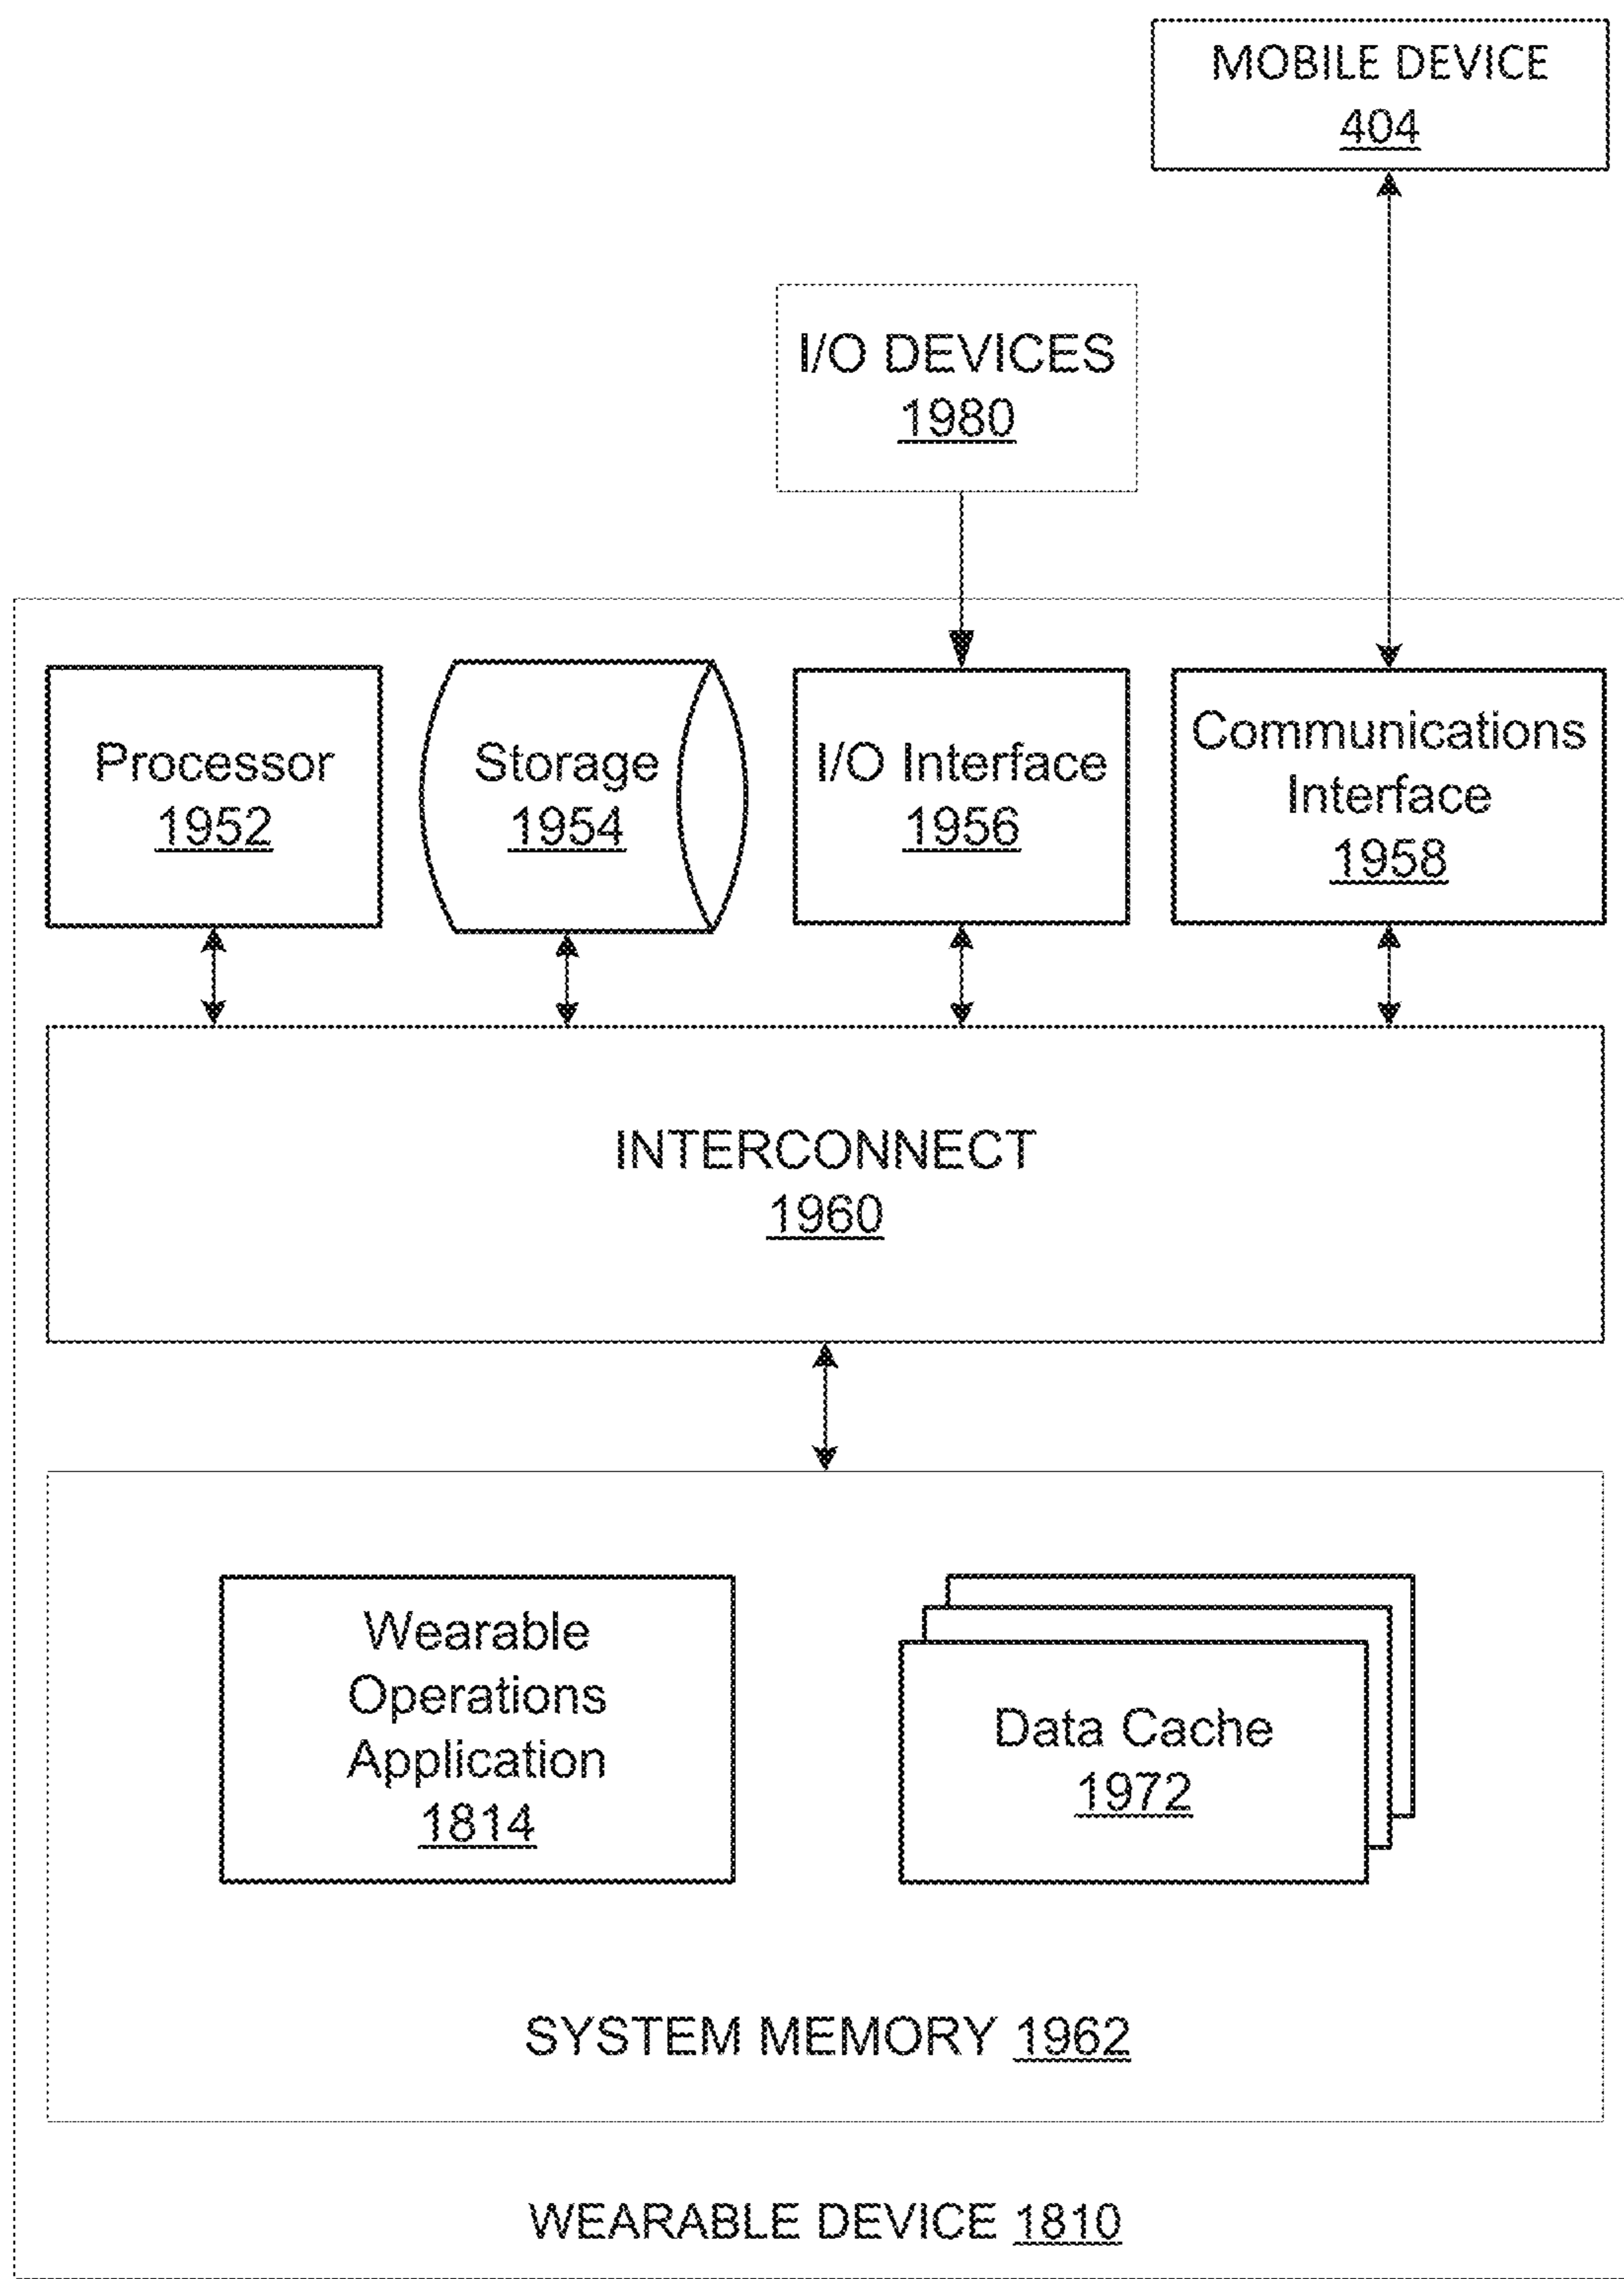 MOBILE DEVICE
404
I/O DEVICES
1980
Processor
1952
Storage
1954
I/O Interface
1956
Communications
Interface
1958
INTERCONNECT
1960
Wearable
Operations
Application
1814
Data Cache
1972
SYSTEM MEMORY 1962
WEARABLE DEVICE 1810